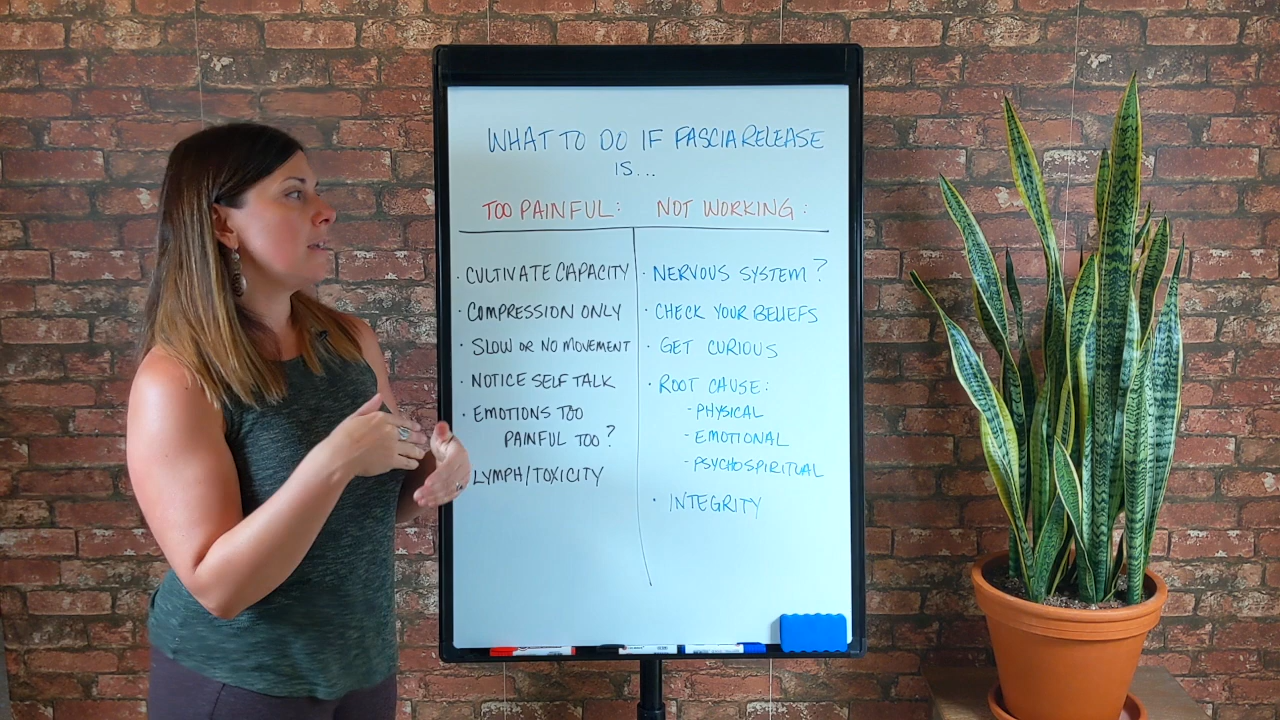 WHAT TO DO IF FASCIA RELEASE
IS...
TOO PAINFUL:
· CULTIVATE CAPACITY
· COMPRESSION ONLY
· SLOW OR NO MOVEMENT
· NOTICE SELF TALK
· EMOTIONS TOO
PAINFUL TOO?
LYMPH/TOXICITY
NOT WORKING:
· NERVOUS SYSTEM?
· CHECK YOUR BELIEFS
· GET CURIOUS
· ROOT CAUSE:
- PHYSICAL
- EMOTIONAL
- PSYCHOSPIRITUAL
· INTEGRITY